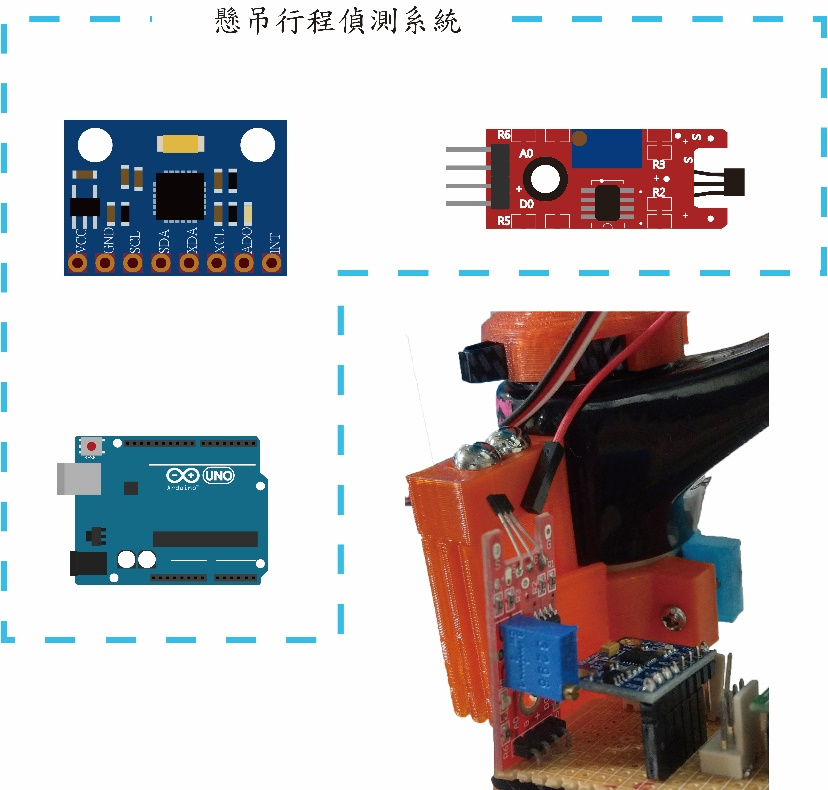 懸吊行程偵測系統
R6
A0
+
D0
R5
R3
R2
S
S
VCC
GND
SCL
SDA
XDA
XCL
ADO
INT
UNO
Arduino